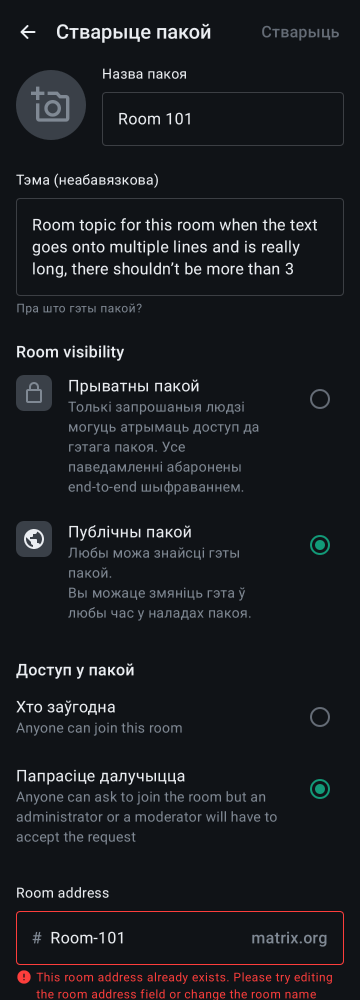 Стварыце пакой
Стварыць
Назва пакоя
Room 101
Тэма (неабавязкова)
Room topic for this room when the text
goes onto multiple lines and is really
long, there shouldn’t be more than 3
Пра што гэты пакой?
Room visibility
Прыватны пакой
Толькі запрошаныя людзі
могуць атрымаць доступ да
гэтага пакоя. Усе
паведамленні абаронены
end-to-end шыфраваннем.
Публічны пакой
Любы можа знайсці гэты
пакой.
Вы можаце змяніць гэта ў
любы час у наладах пакоя.
Доступ у пакой
Хто заўгодна
Anyone can join this room
Папрасіце далучыцца
Anyone can ask to join the room but an
administrator or a moderator will have to
accept the request
Room address
# Room-101 matrix.org
This room address already exists. Please try editing
the room address field or change the room name